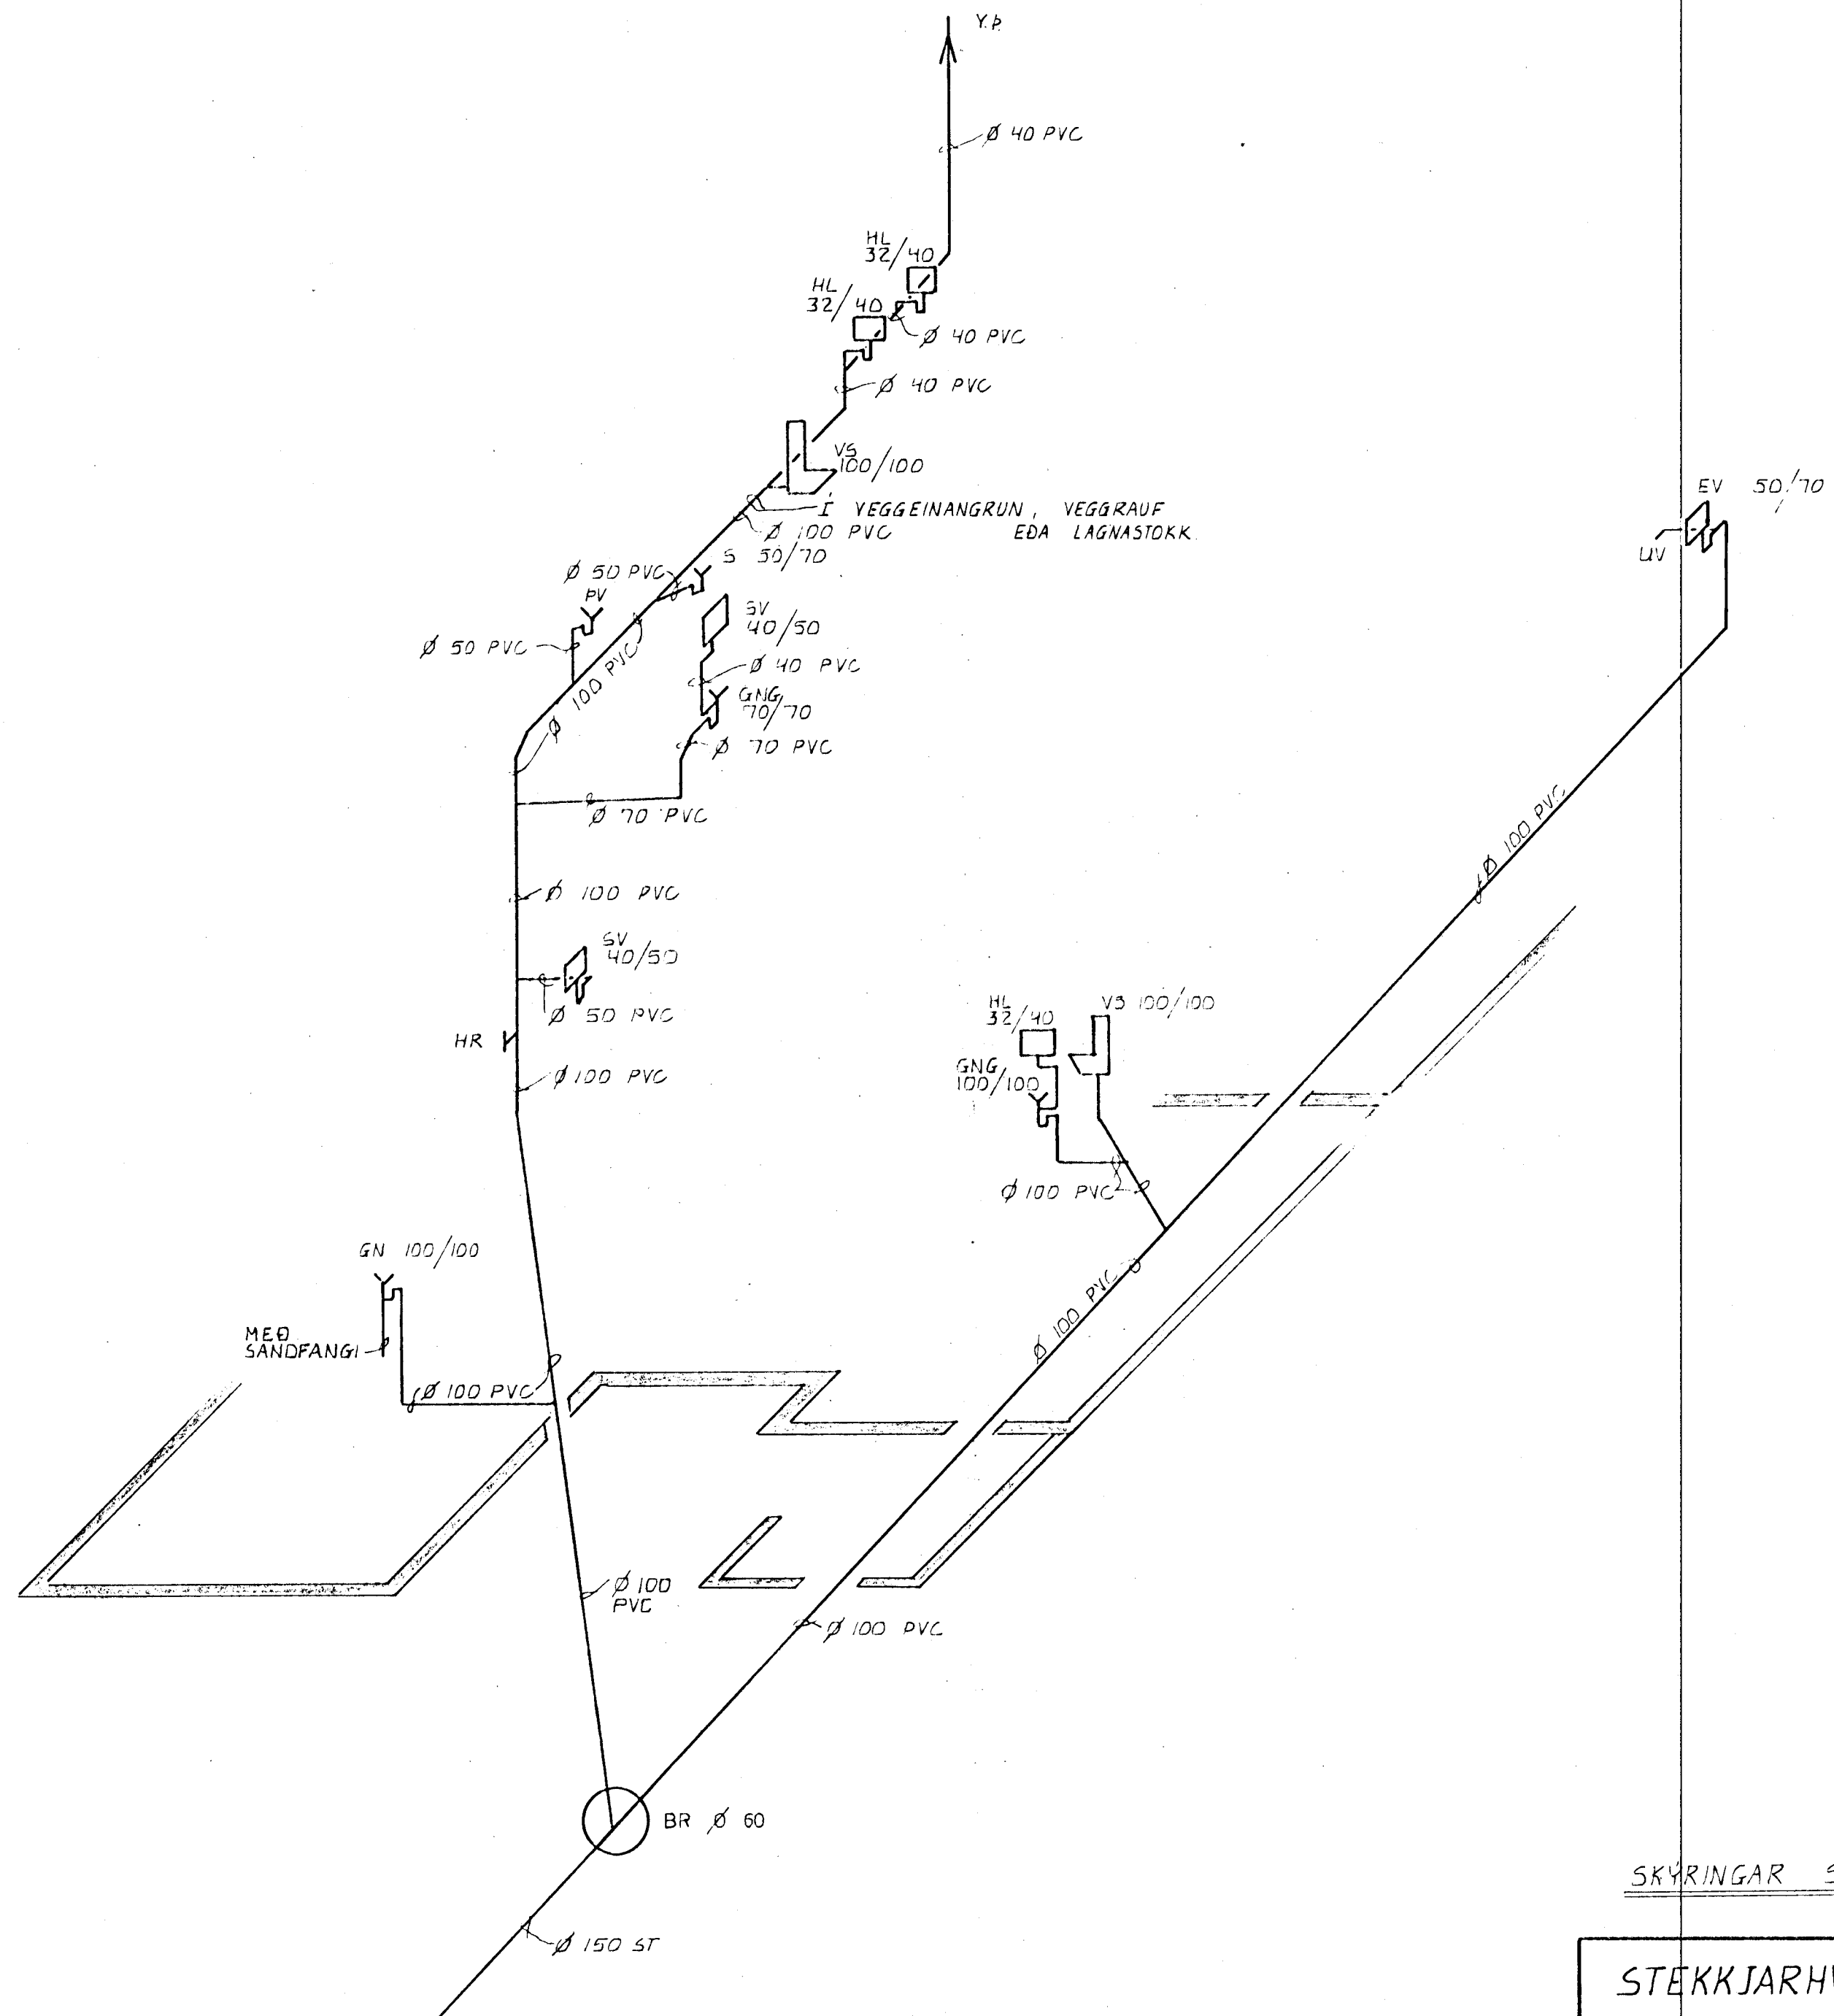 Y.Þ.
Ø 40 PVC
HL
32/40
HL
32/40
Ø 40 PVC
Ø 40 PVC
VS
100/100
Í VEGGEINANGRUN, VEGGRAUF
EÐA LAGNASTOKK.
Ø 100 PVC
S 50/70
Ø 50 PVC
ÞV
Ø 50 PVC
Ø 100 PVC
SV
40/50
Ø 40 PVC
GNG
70/70
Ø 70 PVC
Ø 70 PVC
EV 50/70
UV
Ø 100 PVC
Ø 100 PVC
SV
40/50
Ø 50 PVC
HR
Ø 100 PVC
HL
32/40
VS 100/100
GNG
100/100
Ø 100 PVC
Ø 100 PVC
GN 100/100
MEÐ
SANDFANGI
Ø 100 PVC
Ø 100
PVC
Ø 100 PVC
BR Ø 60
Ø 150 ST
SKÝRINGAR